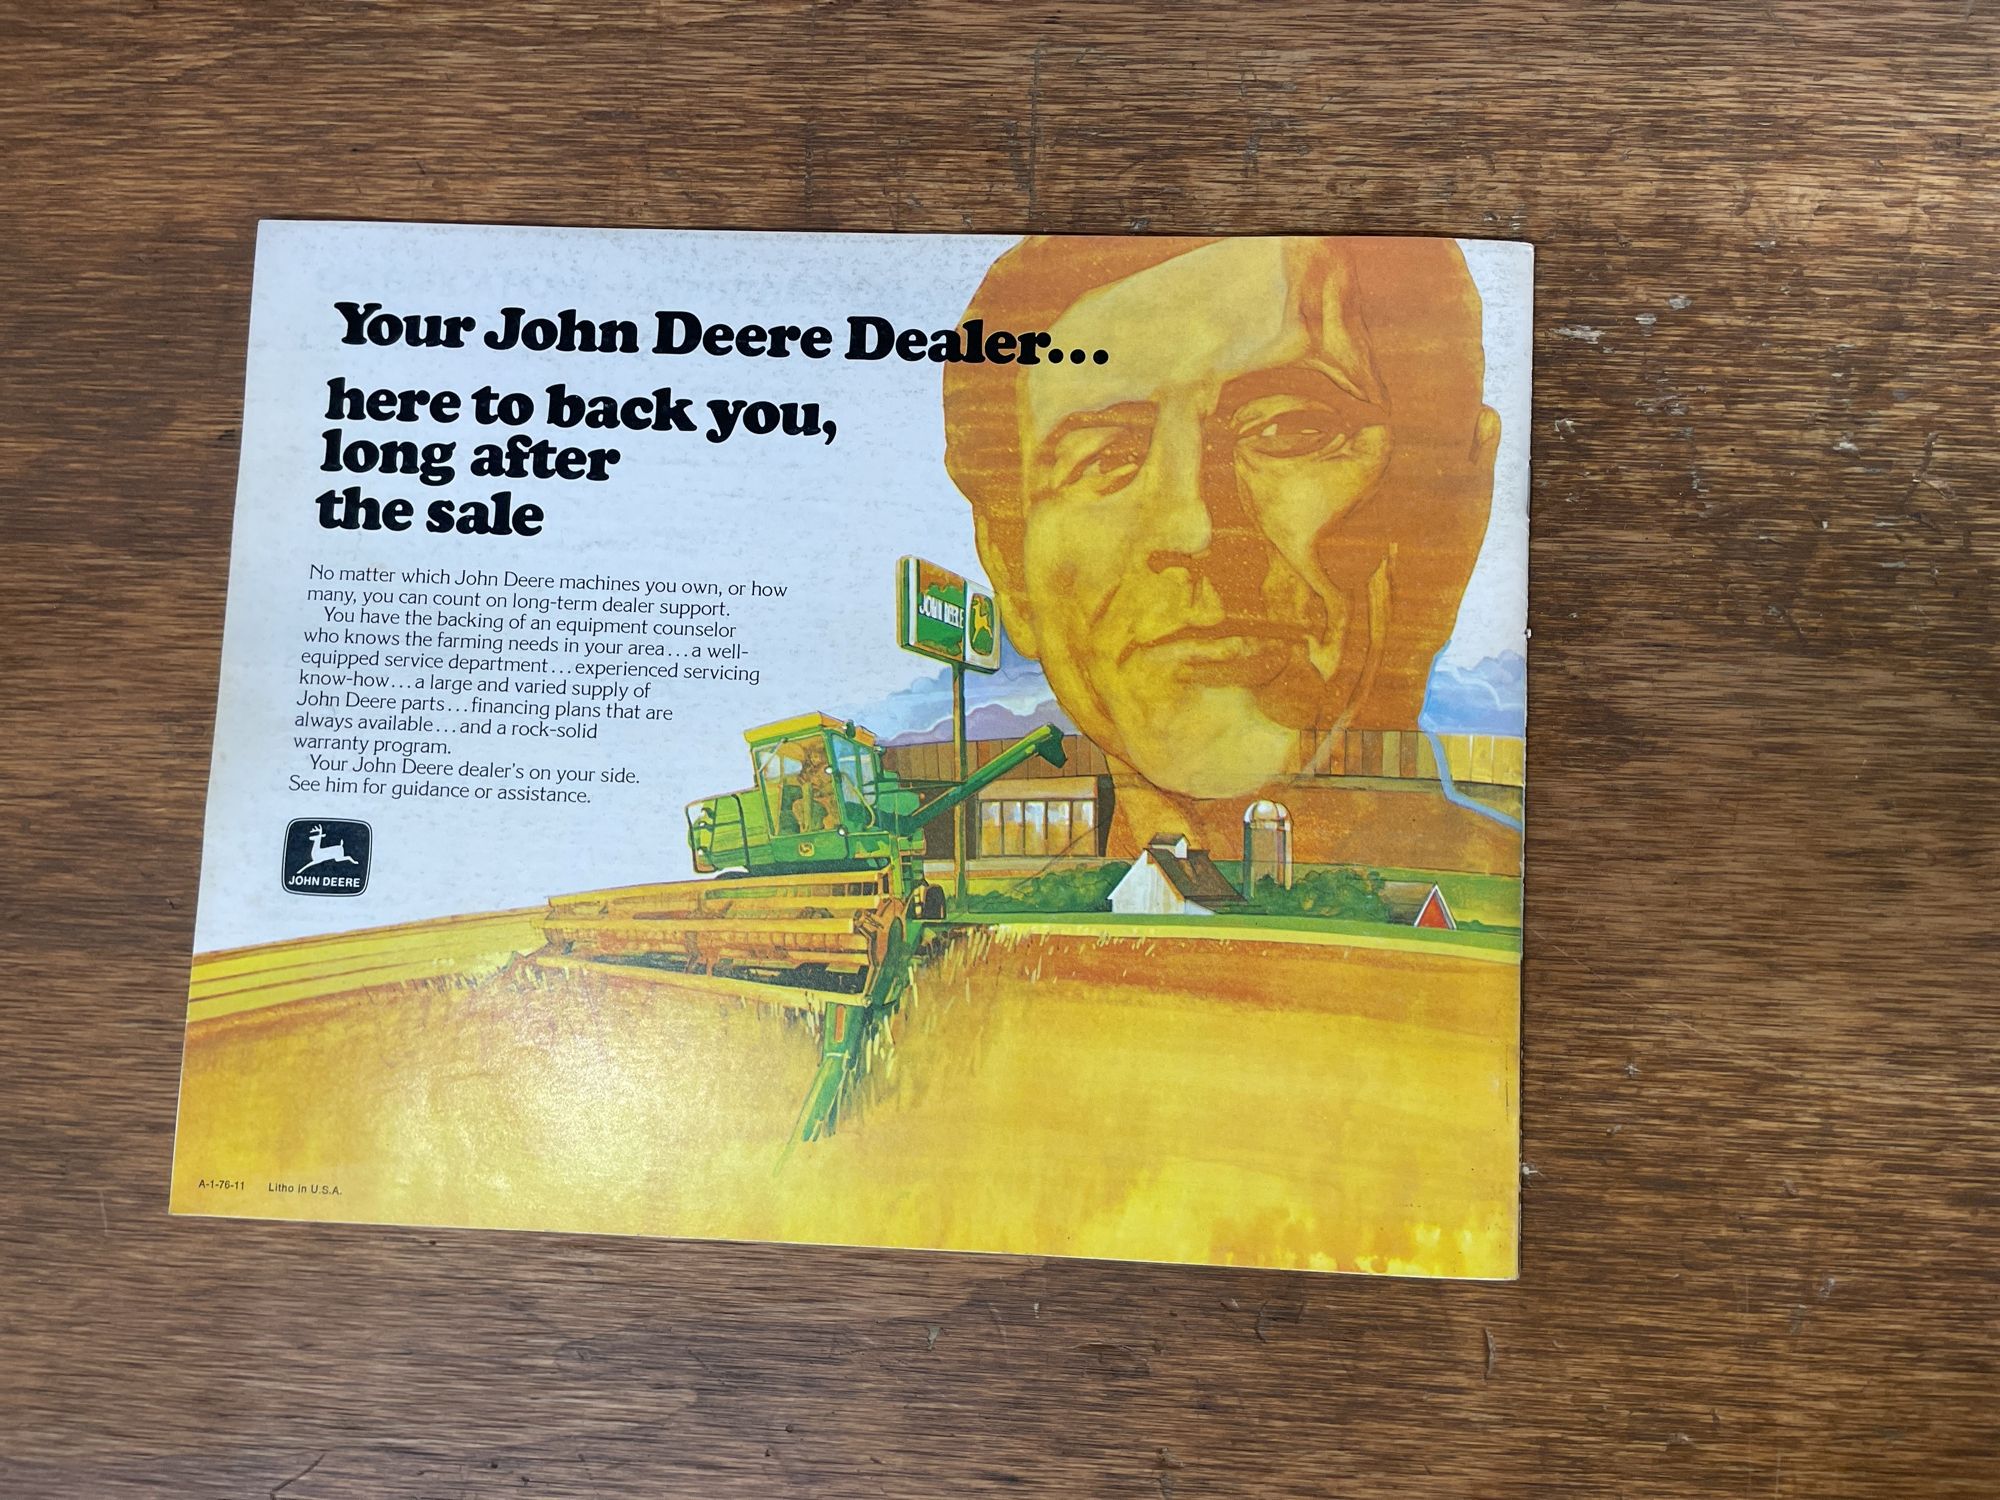 Your John Deere Dealer...
here to back you,
long after
the sale
No matter which John Deere machines you own, or how
many, you can count on long-term dealer support.
You have the backing of an equipment counselor
who knows the farming needs in your area...a well-
equipped service department...experienced servicing
know-how...a large and varied supply of
John Deere parts...financing plans that are
always available...and a rock-solid
warranty program.
Your John Deere dealer's on your side.
See him for guidance or assistance.
JOHN DEERE
JOHN DEERE
A-1-76-11 Litho in U.S.A.